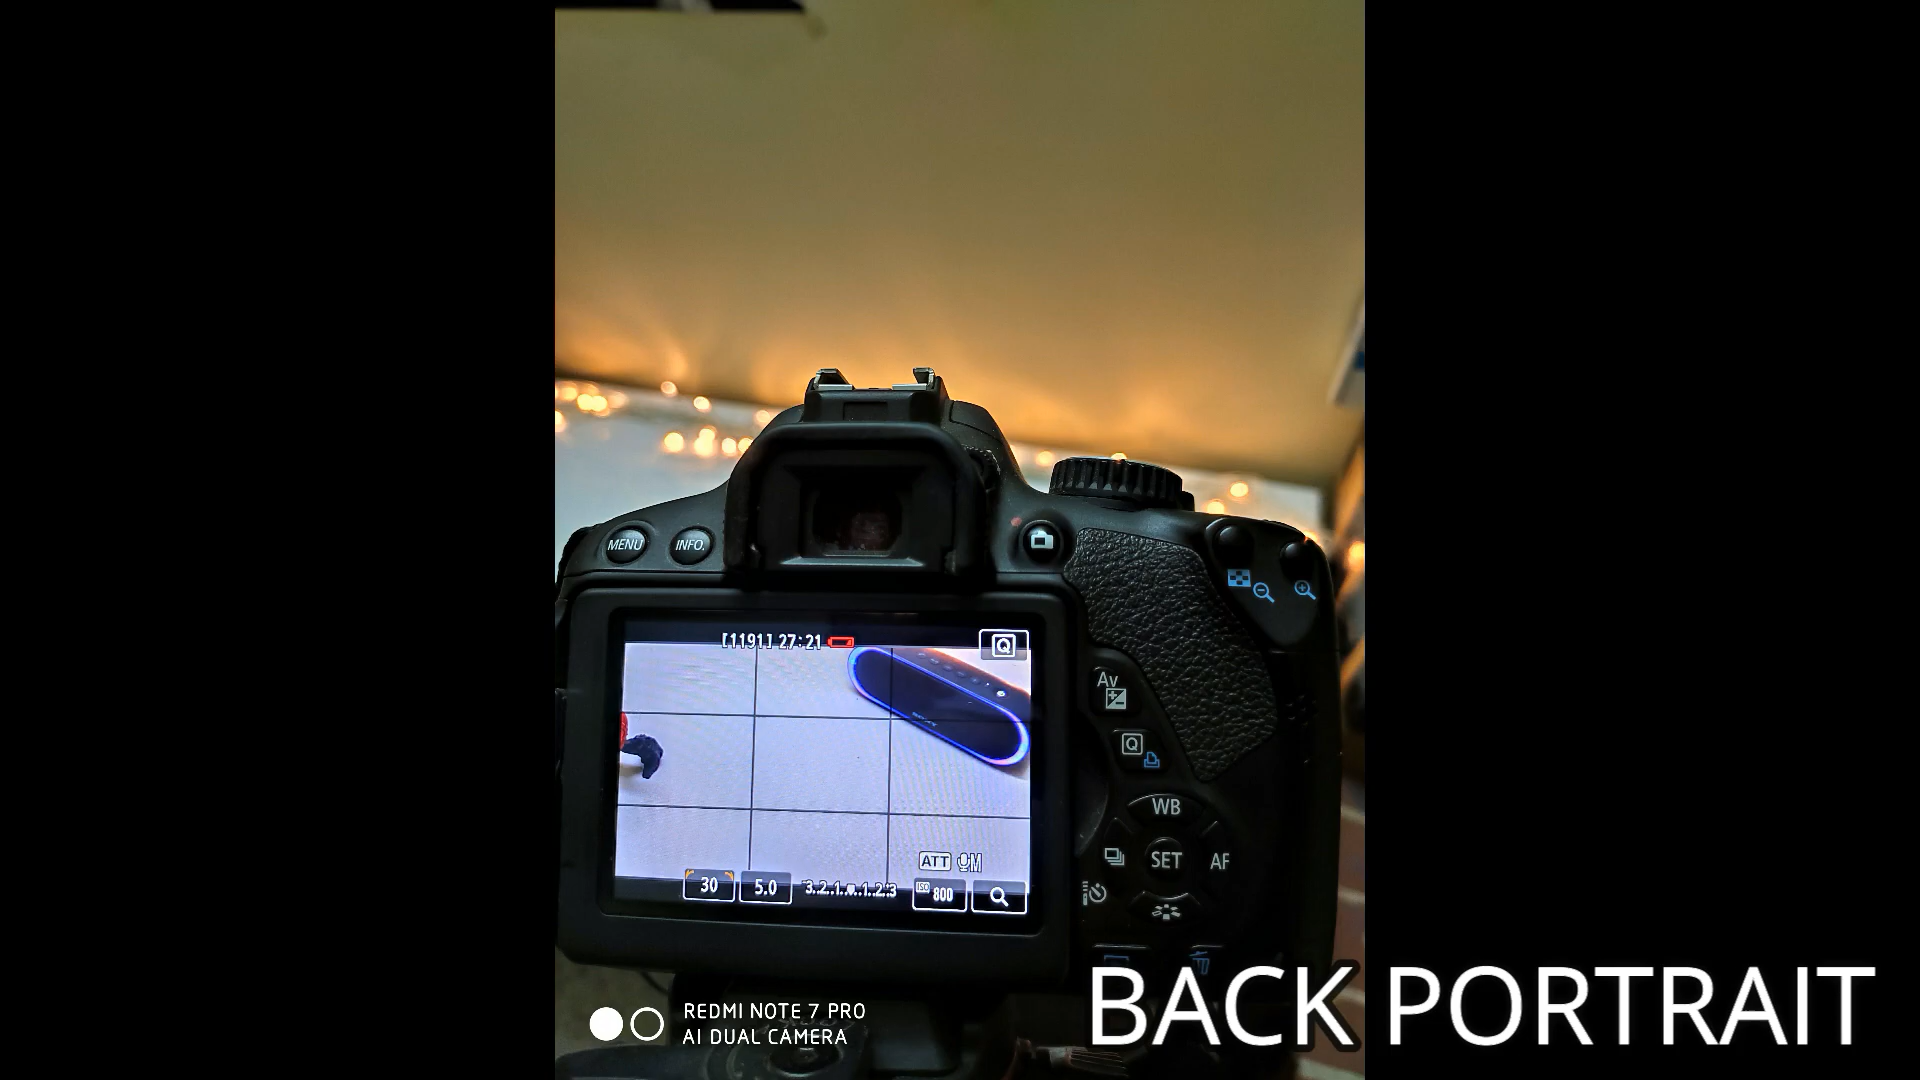 MENU
INFO.
[1191] 27:21
Q
Av
Q
WB
ATT M
SET
AF
30 5.0 3..2..1..▪..1..2..:3 ISO 800
REDMI NOTE 7 PRO
AI DUAL CAMERA
BACK PORTRAIT